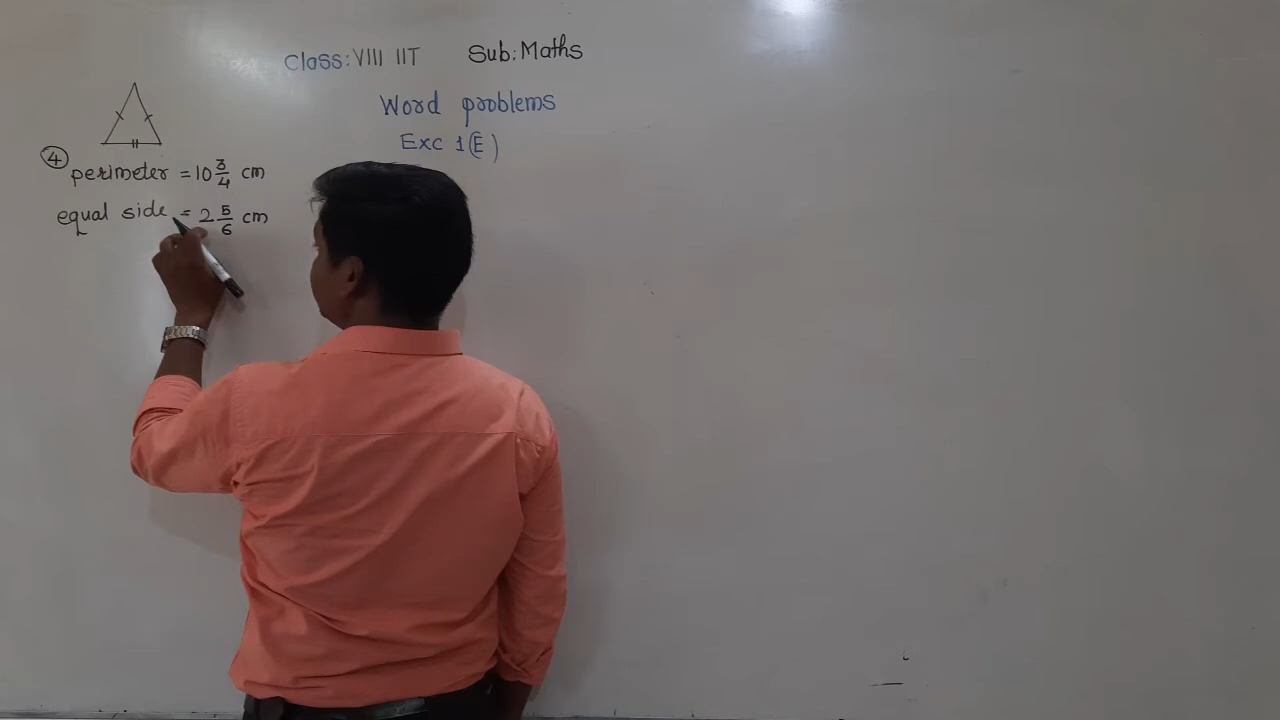 Class: VIII IIT Sub: Maths
Word problems
Exc 1(E)
④ perimeter = 10 3/4 cm
equal side = 2 5/6 cm